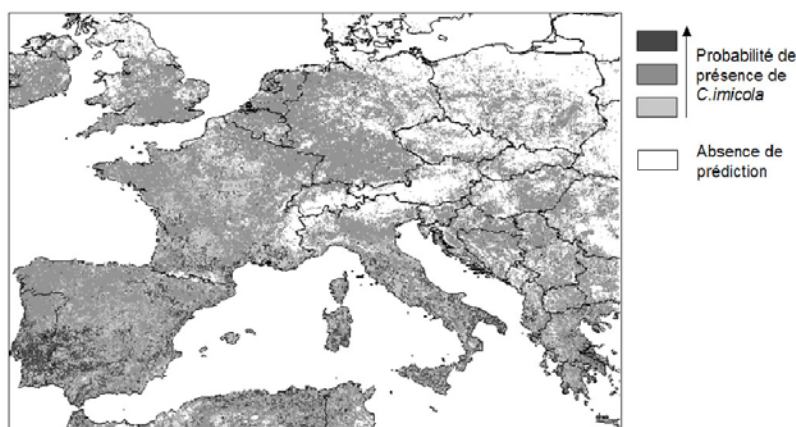 Probabilité de
présence de
C.imicola
Absence de
prédiction